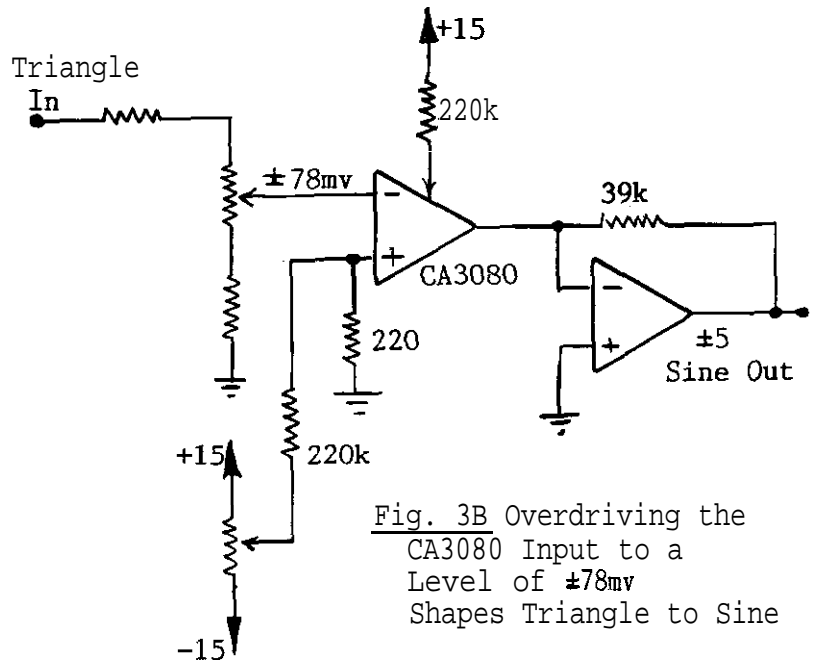 +15
Triangle
In
220k
±78mv
39k
-
+
CA3080
-
+
220
±5
Sine Out
+15
220k
-15
Fig. 3B Overdriving the
CA3080 Input to a
Level of ±78mv
Shapes Triangle to Sine